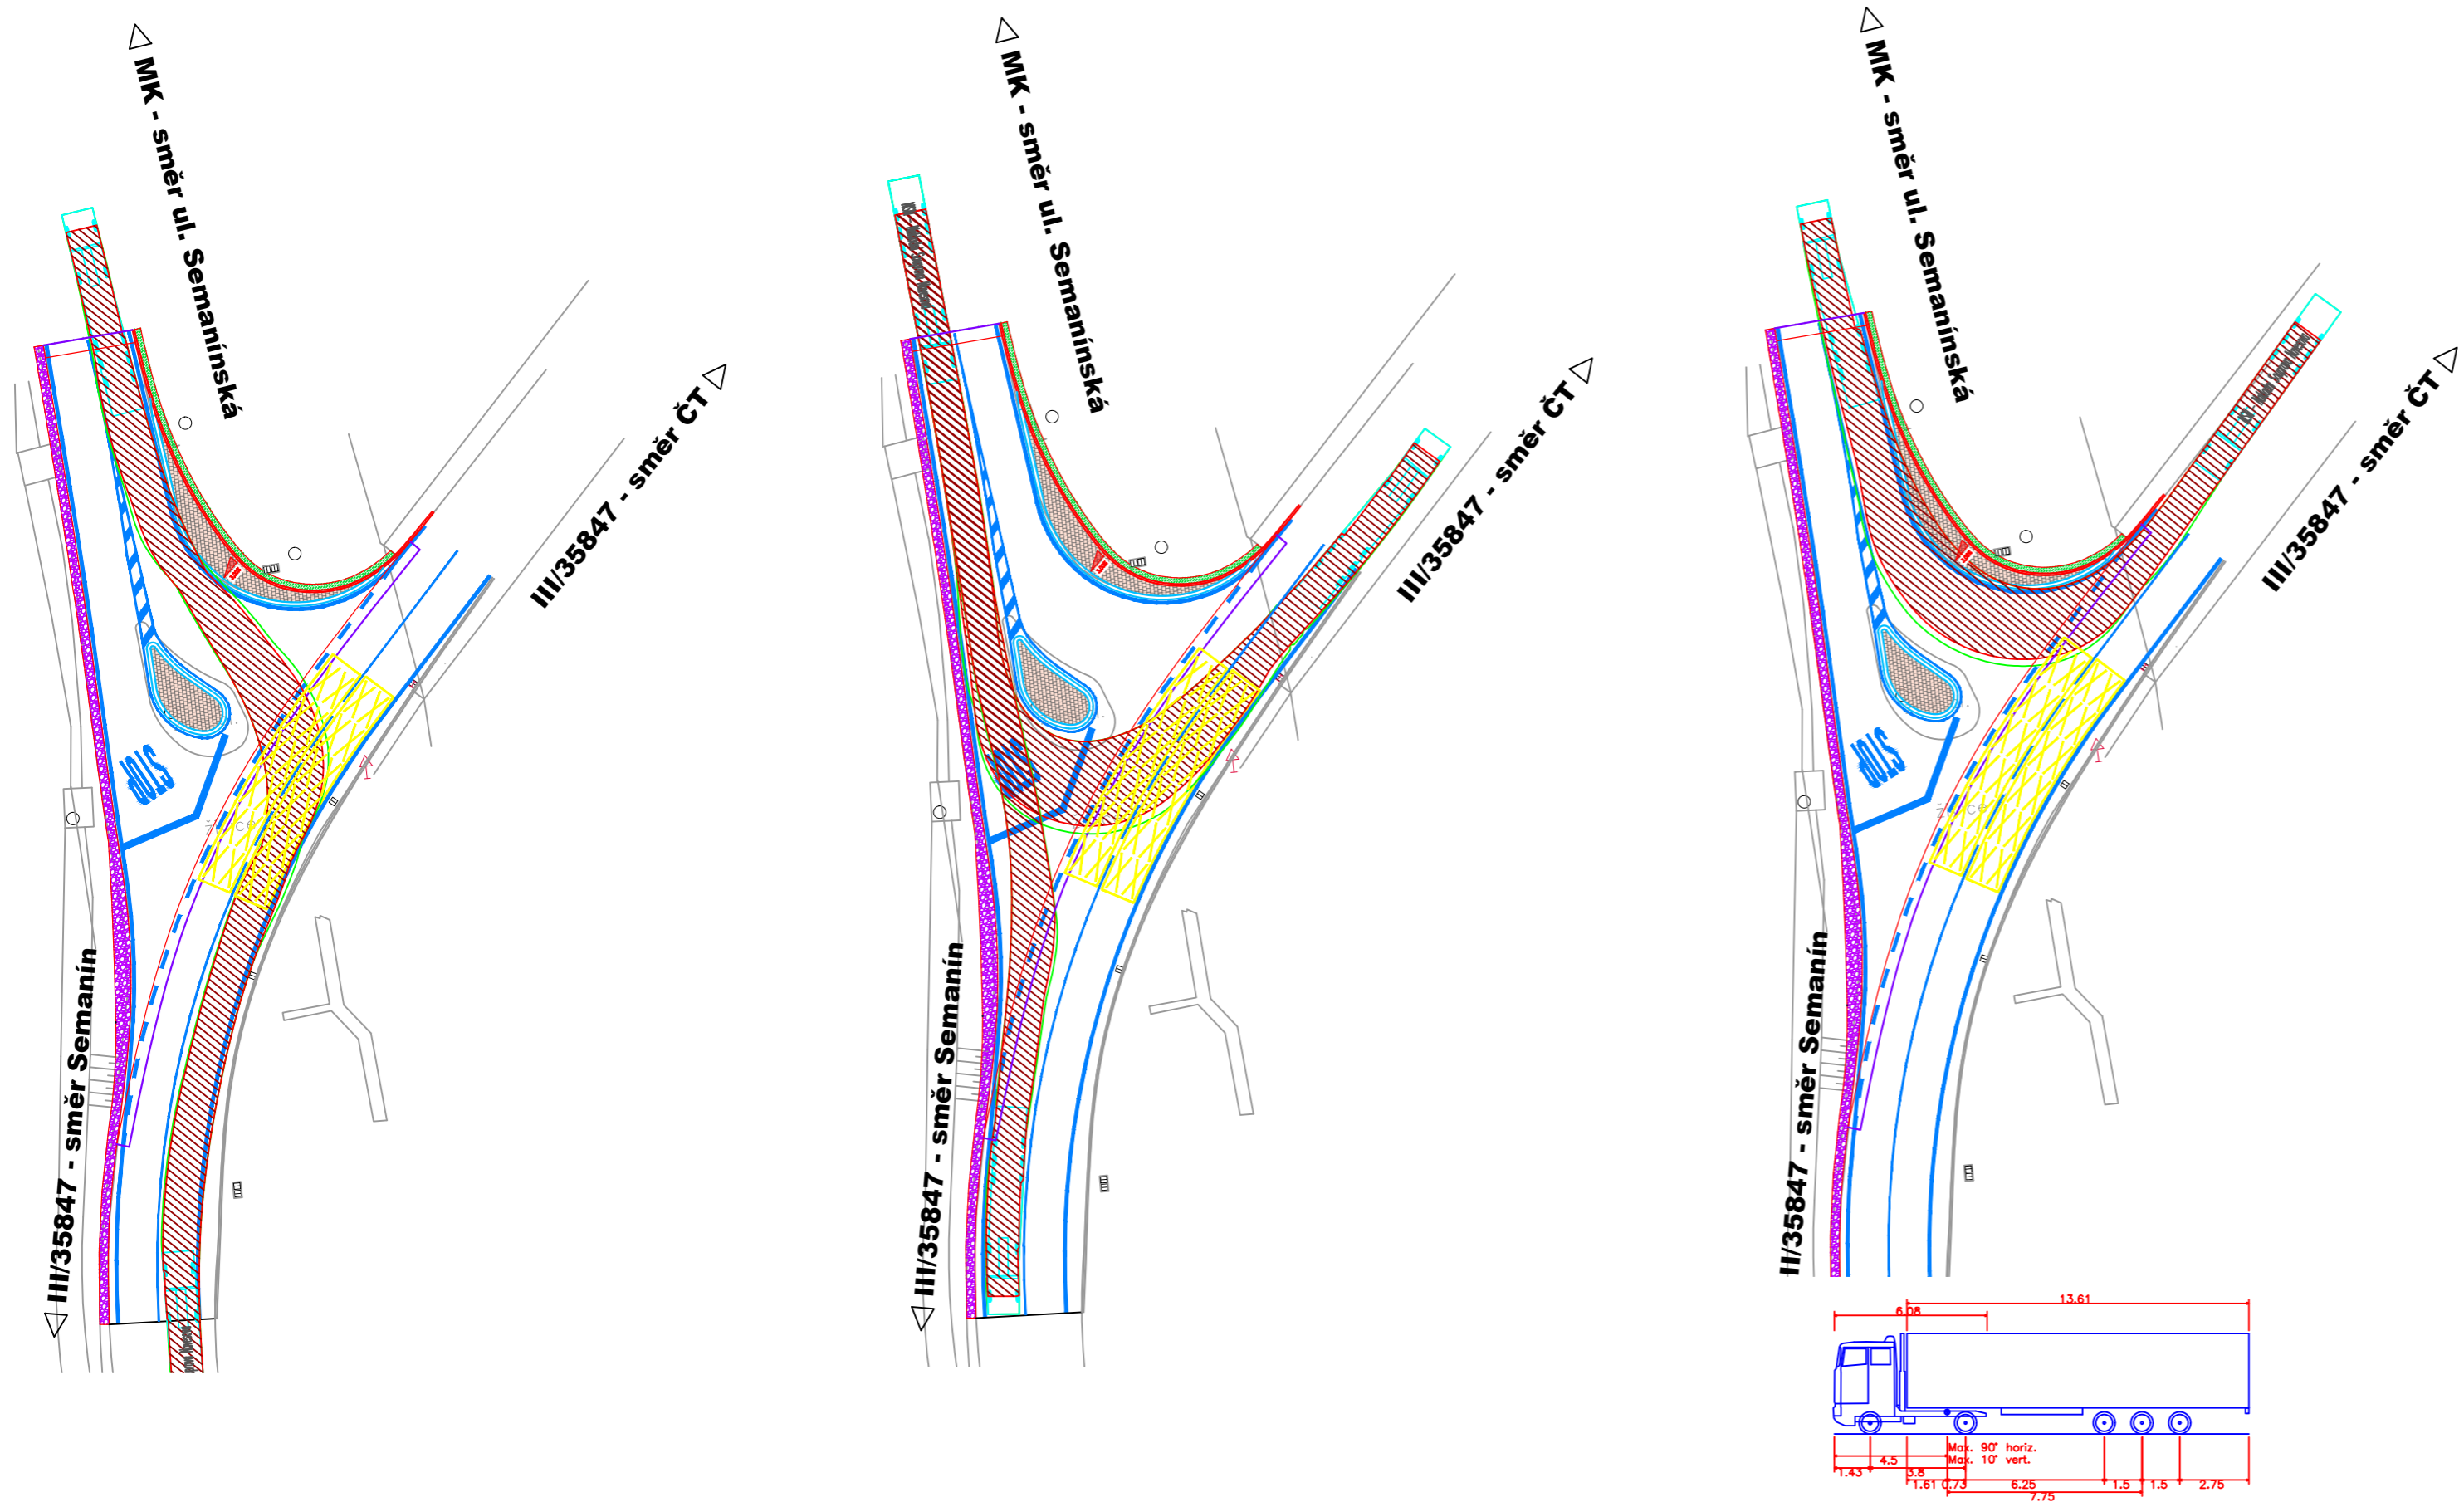 MK - směr ul. Semanínská
III/35847 - směr ČT
III/35847 - směr Semanín
STOP
MK - směr ul. Semanínská
III/35847 - směr ČT
III/35847 - směr Semanín
MK - směr ul. Semanínská
III/35847 - směr ČT
II/35847 - směr Semanín
STOP
13.61
6.08
Max. 90° horiz.
Max. 10° vert.
4.5
1.43
3.8
1.61
0.73
6.25
1.5
1.5
2.75
7.75